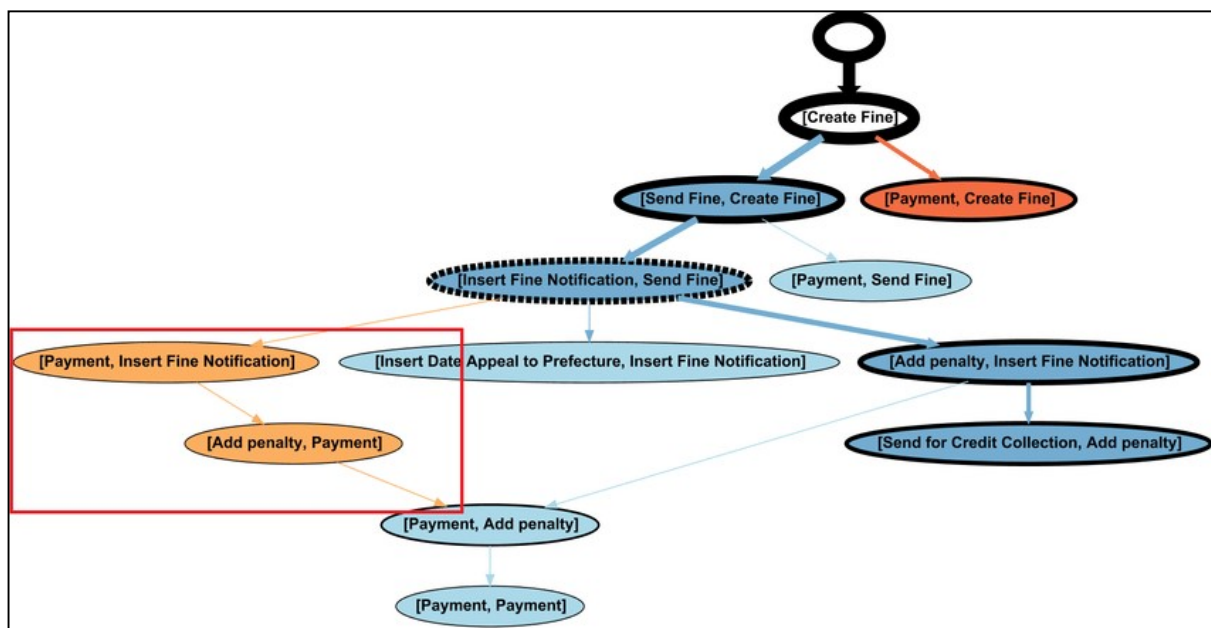 [Create Fine]
[Send Fine, Create Fine]
[Payment, Create Fine]
[Insert Fine Notification, Send Fine]
[Payment, Send Fine]
[Payment, Insert Fine Notification]
[Insert Date Appeal to Prefecture, Insert Fine Notification]
[Add penalty, Insert Fine Notification]
[Add penalty, Payment]
[Send for Credit Collection, Add penalty]
[Payment, Add penalty]
[Payment, Payment]